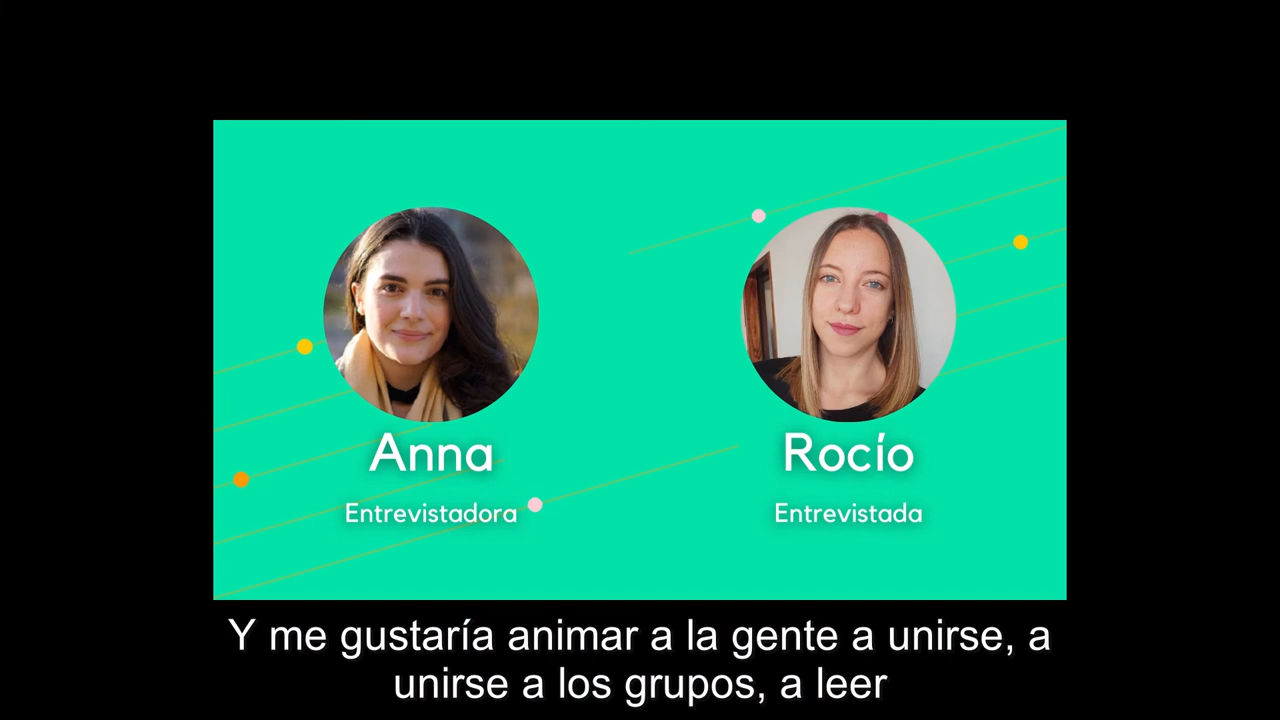 Anna
Rocío
Entrevistadora
Entrevistada
Y me gustaría animar a la gente a unirse, a
unirse a los grupos, a leer